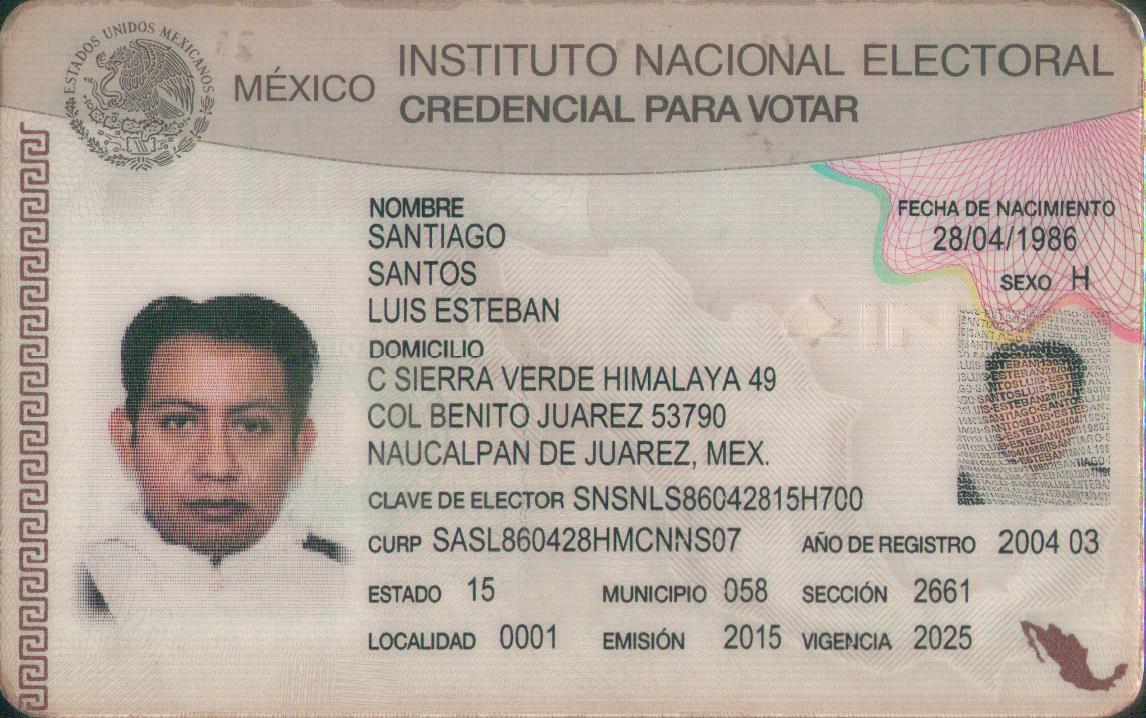 ESTADOS UNIDOS MEXICANOS
MÉXICO
INSTITUTO NACIONAL ELECTORAL
CREDENCIAL PARA VOTAR
NOMBRE
SANTIAGO
SANTOS
LUIS ESTEBAN
FECHA DE NACIMIENTO
28/04/1986
SEXO H
DOMICILIO
C SIERRA VERDE HIMALAYA 49
COL BENITO JUAREZ 53790
NAUCALPAN DE JUAREZ, MEX.
CLAVE DE ELECTOR SNSNLS86042815H700
CURP SASL860428HMCNNS07 AÑO DE REGISTRO 2004 03
ESTADO 15 MUNICIPIO 058 SECCIÓN 2661
LOCALIDAD 0001 EMISIÓN 2015 VIGENCIA 2025